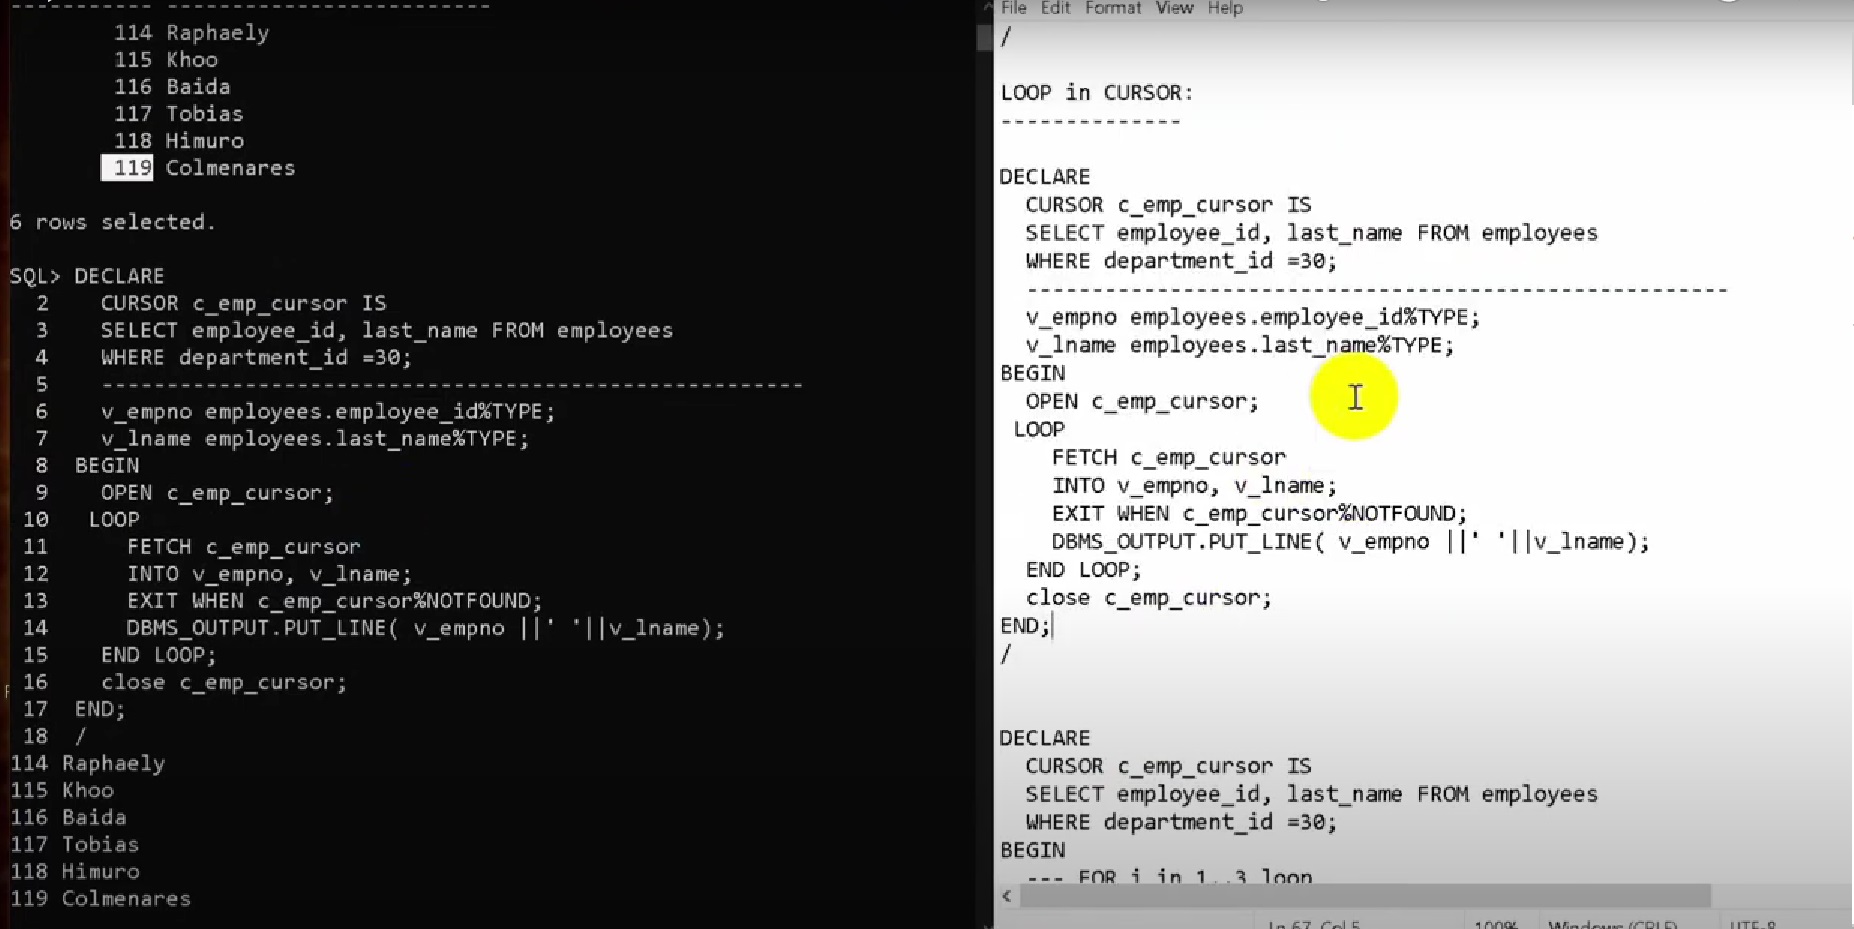 ----------- -------------------------
114 Raphaely
115 Khoo
116 Baida
117 Tobias
118 Himuro
119 Colmenares
6 rows selected.
SQL> DECLARE
2 CURSOR c_emp_cursor IS
3 SELECT employee_id, last_name FROM employees
4 WHERE department_id =30;
5 ------------------------------------------------------
6 v_empno employees.employee_id%TYPE;
7 v_lname employees.last_name%TYPE;
8 BEGIN
9 OPEN c_emp_cursor;
10 LOOP
11 FETCH c_emp_cursor
12 INTO v_empno, v_lname;
13 EXIT WHEN c_emp_cursor%NOTFOUND;
14 DBMS_OUTPUT.PUT_LINE( v_empno ||' '||v_lname);
15 END LOOP;
16 close c_emp_cursor;
17 END;
18 /
114 Raphaely
115 Khoo
116 Baida
117 Tobias
118 Himuro
119 Colmenares
File Edit Format View Help
/
LOOP in CURSOR:
--------------
DECLARE
CURSOR c_emp_cursor IS
SELECT employee_id, last_name FROM employees
WHERE department_id =30;
------------------------------------------------------
v_empno employees.employee_id%TYPE;
v_lname employees.last_name%TYPE;
BEGIN
OPEN c_emp_cursor;
LOOP
FETCH c_emp_cursor
INTO v_empno, v_lname;
EXIT WHEN c_emp_cursor%NOTFOUND;
DBMS_OUTPUT.PUT_LINE( v_empno ||' '||v_lname);
END LOOP;
close c_emp_cursor;
END;
/
DECLARE
CURSOR c_emp_cursor IS
SELECT employee_id, last_name FROM employees
WHERE department_id =30;
BEGIN
--- FOR i in 1..3 loop
Ln 67, Col 5 100% Windows (CRLF) UTF-8